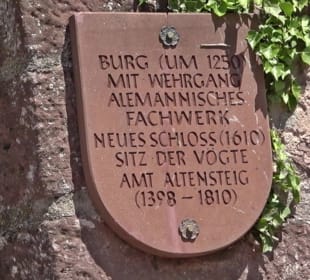 BURG (UM 1250)
MIT WEHRGANG
ALEMANNISCHES
FACHWERK
NEUES SCHLOSS (1610)
SITZ DER VÖGTE
AMT ALTENSTEIG
(1398 - 1810)